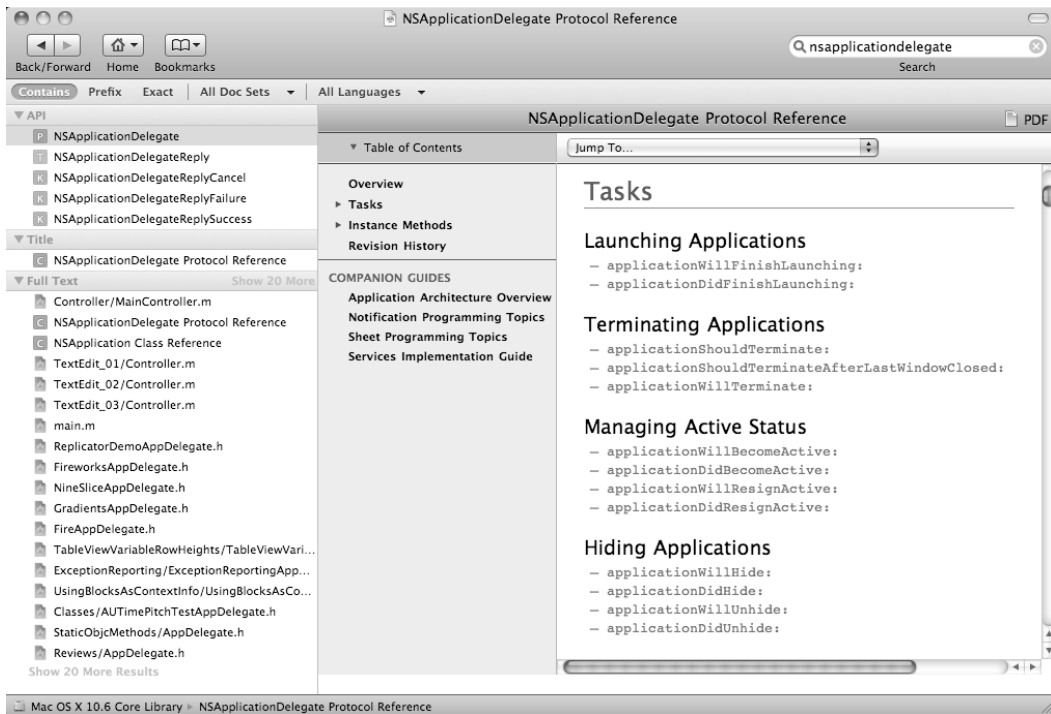 NSApplicationDelegate Protocol Reference
nsapplicationdelegate
Back/Forward Home Bookmarks
Search
Contains Prefix Exact All Doc Sets All Languages
API
P NSApplicationDelegate
T NSApplicationDelegateReply
K NSApplicationDelegateReplyCancel
K NSApplicationDelegateReplyFailure
K NSApplicationDelegateReplySuccess
Title
C NSApplicationDelegate Protocol Reference
Full Text Show 20 More
Controller/MainController.m
C NSApplicationDelegate Protocol Reference
C NSApplication Class Reference
TextEdit_01/Controller.m
TextEdit_02/Controller.m
TextEdit_03/Controller.m
main.m
ReplicatorDemoAppDelegate.h
FireworksAppDelegate.h
NineSliceAppDelegate.h
GradientsAppDelegate.h
FireAppDelegate.h
TableViewVariableRowHeights/TableViewVari...
ExceptionReporting/ExceptionReportingApp...
UsingBlocksAsContextInfo/UsingBlocksAsCo...
Classes/AUTimePitchTestAppDelegate.h
StaticObjcMethods/AppDelegate.h
Reviews/AppDelegate.h
Show 20 More Results
NSApplicationDelegate Protocol Reference PDF
Table of Contents
Jump To...
Overview
Tasks
Instance Methods
Revision History
COMPANION GUIDES
Application Architecture Overview
Notification Programming Topics
Sheet Programming Topics
Services Implementation Guide
Tasks
Launching Applications
– applicationWillFinishLaunching:
– applicationDidFinishLaunching:
Terminating Applications
– applicationShouldTerminate:
– applicationShouldTerminateAfterLastWindowClosed:
– applicationWillTerminate:
Managing Active Status
– applicationWillBecomeActive:
– applicationDidBecomeActive:
– applicationWillResignActive:
– applicationDidResignActive:
Hiding Applications
– applicationWillHide:
– applicationDidHide:
– applicationWillUnhide:
– applicationDidUnhide:
Mac OS X 10.6 Core Library NSApplicationDelegate Protocol Reference